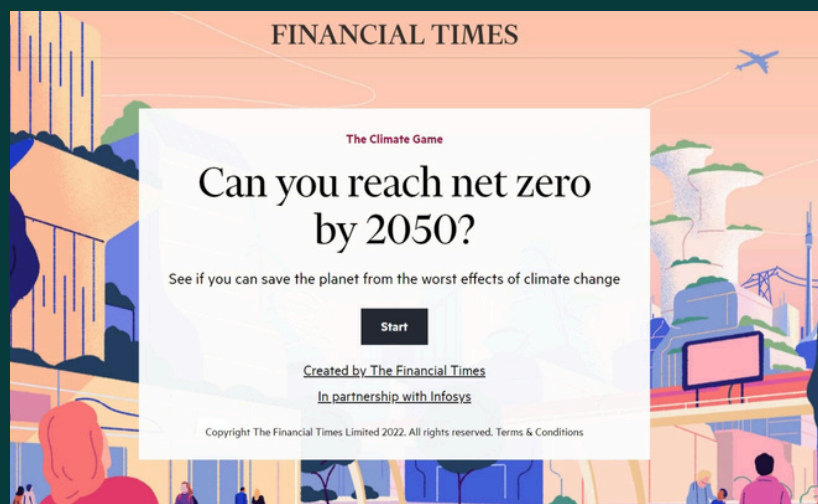 FINANCIAL TIMES
The Climate Game
Can you reach net zero
by 2050?
See if you can save the planet from the worst effects of climate change
Start
Created by The Financial Times
In partnership with Infosys
Copyright The Financial Times Limited 2022. All rights reserved. Terms & Conditions